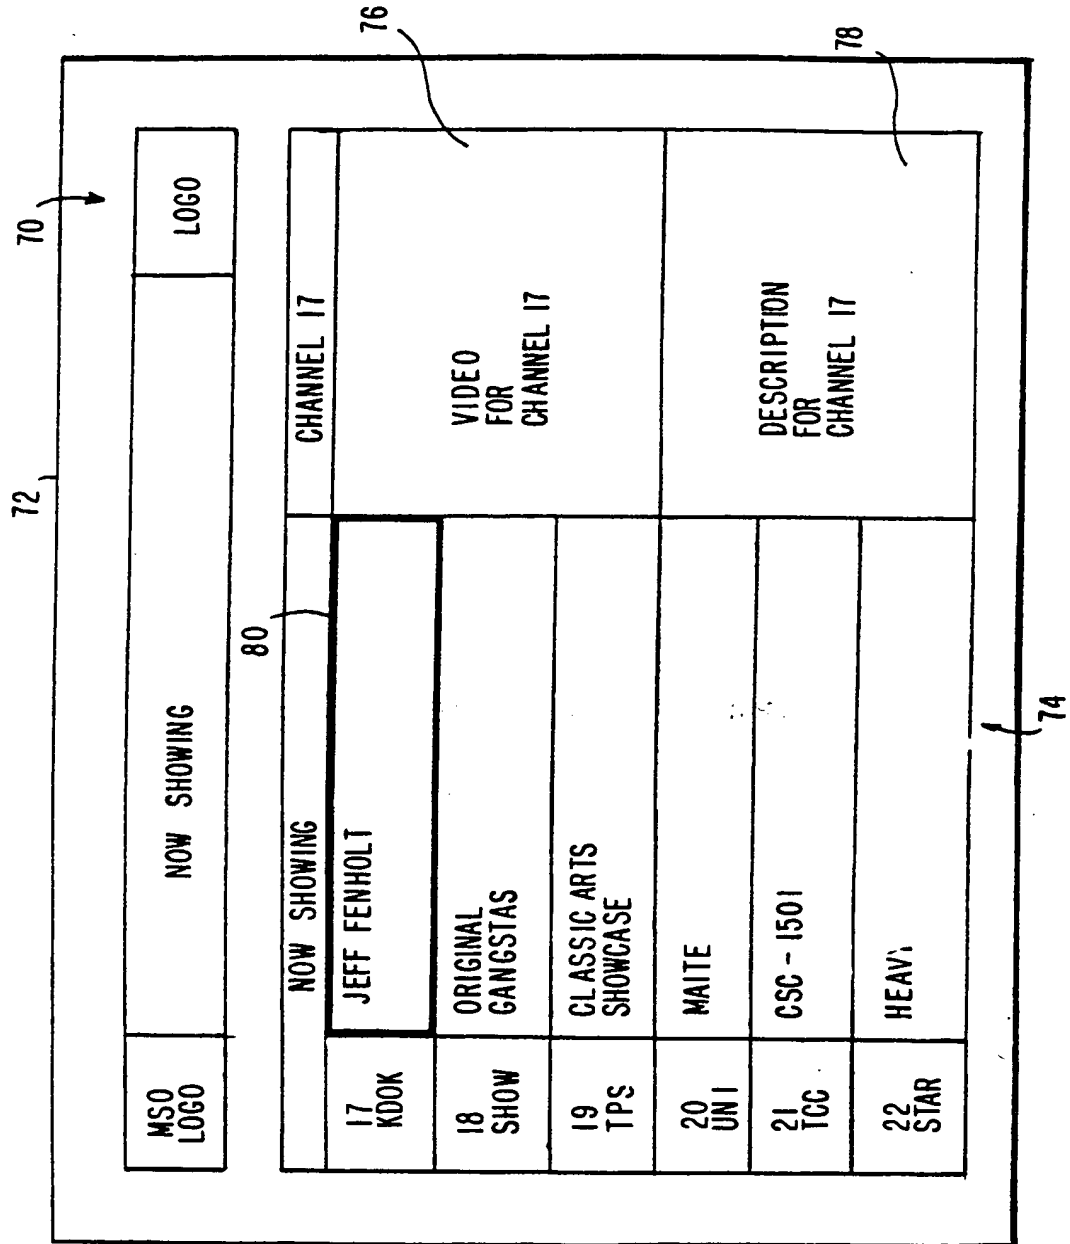 72
70
MSO
LOGO
NOW SHOWING
LOGO
80
NOW SHOWING
CHANNEL 17
17
KDOK
JEFF FENHOLT
VIDEO
FOR
CHANNEL 17
76
18
SHOW
ORIGINAL
GANGSTAS
19
TPS
CLASSIC ARTS
SHOWCASE
20
UNI
MAITE
DESCRIPTION
FOR
CHANNEL 17
78
21
TCC
CSC-1501
22
STAR
74